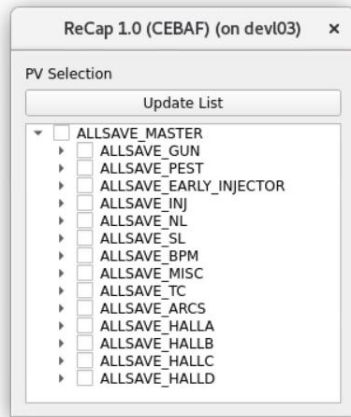 ReCap 1.0 (CEBAF) (on devl03) ×
PV Selection
Update List
ALLSAVE_MASTER
ALLSAVE_GUN
ALLSAVE_PEST
ALLSAVE_EARLY_INJECTOR
ALLSAVE_INJ
ALLSAVE_NL
ALLSAVE_SL
ALLSAVE_BPM
ALLSAVE_MISC
ALLSAVE_TC
ALLSAVE_ARCS
ALLSAVE_HALLA
ALLSAVE_HALLB
ALLSAVE_HALLC
ALLSAVE_HALLD